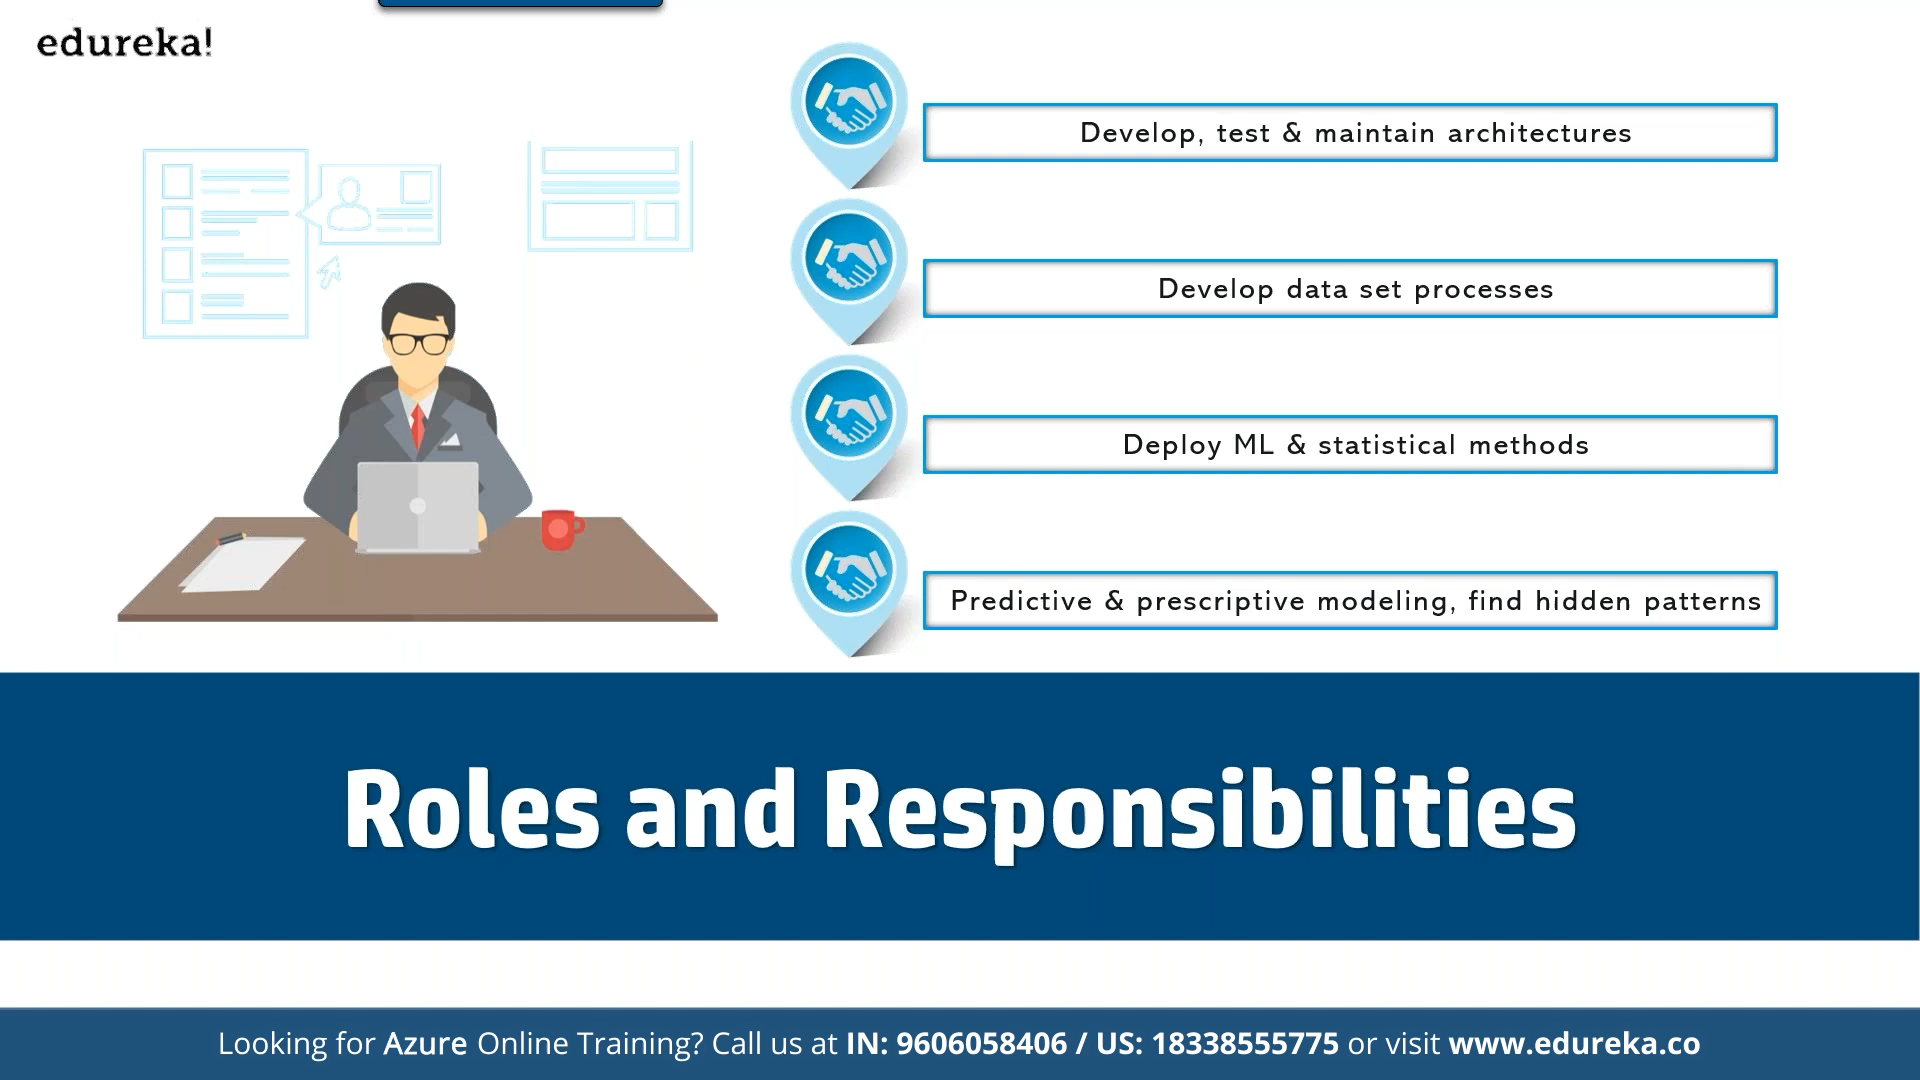 edureka!
Develop, test & maintain architectures
Develop data set processes
Deploy ML & statistical methods
Predictive & prescriptive modeling, find hidden patterns
Roles and Responsibilities
Looking for Azure Online Training? Call us at IN: 9606058406 / US: 18338555775 or visit www.edureka.co